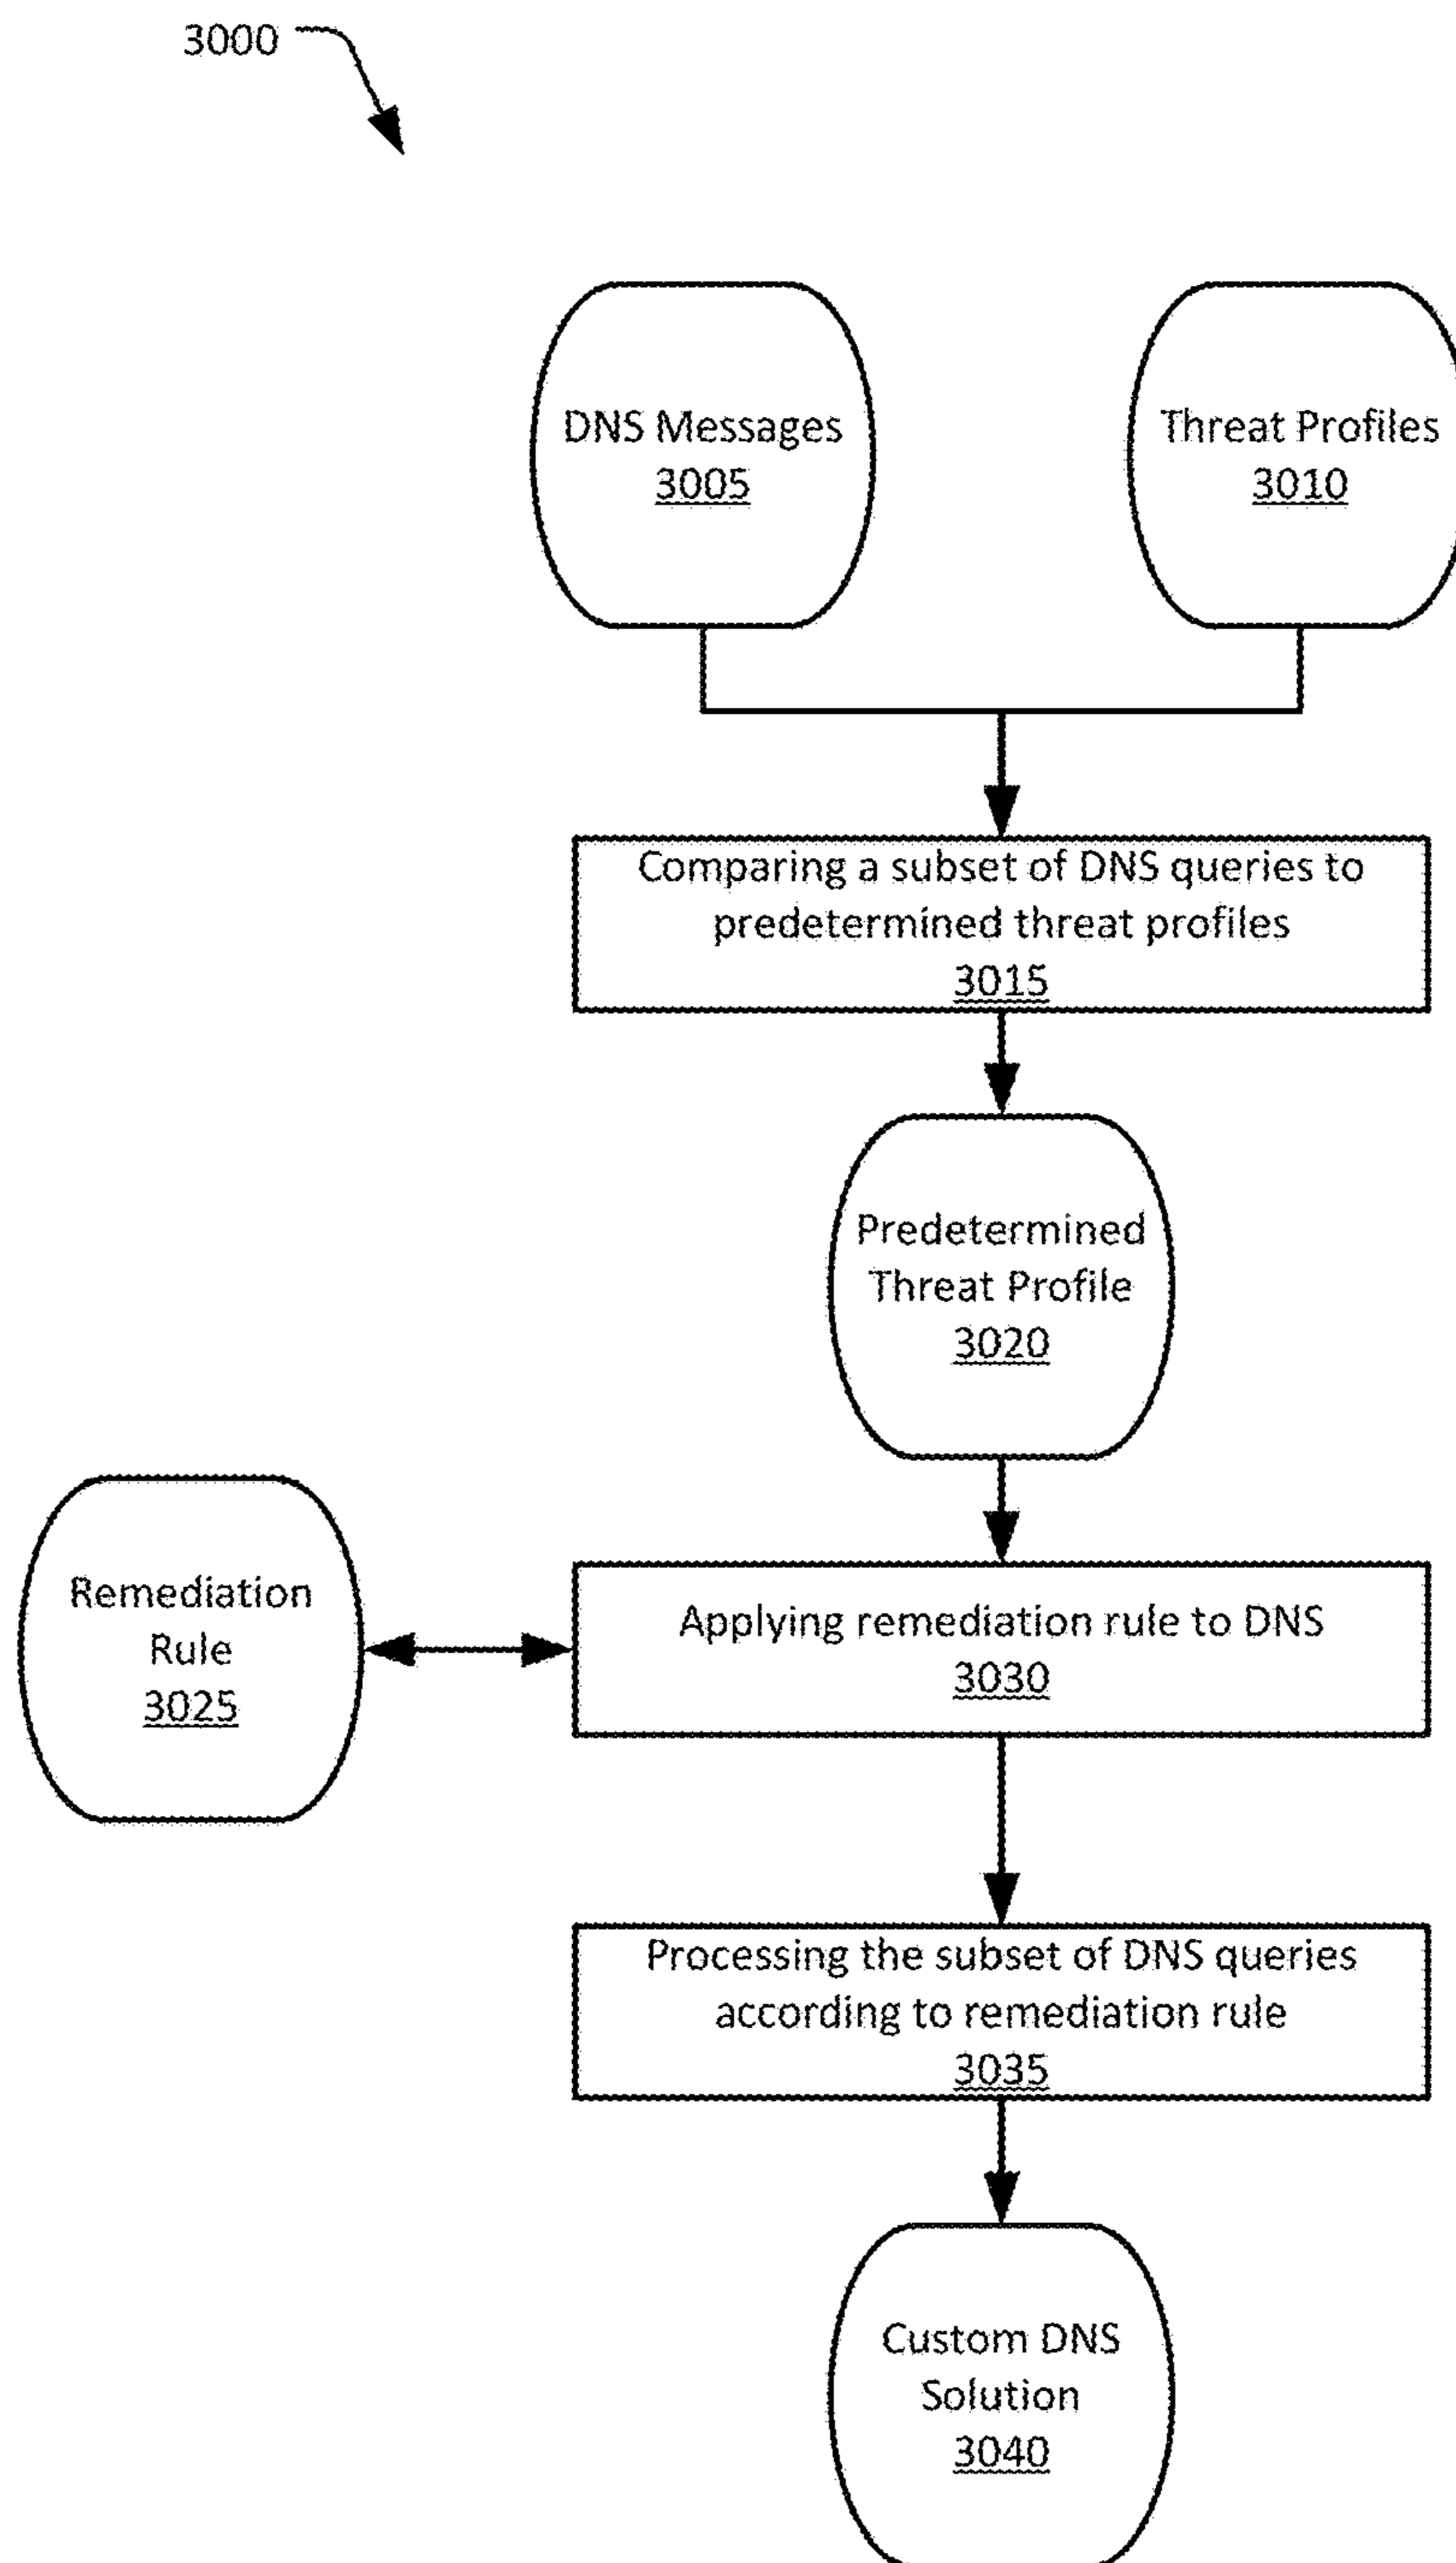 3000
DNS Messages
3005
Threat Profiles
3010
Comparing a subset of DNS queries to
predetermined threat profiles
3015
Predetermined
Threat Profile
3020
Remediation
Rule
3025
Applying remediation rule to DNS
3030
Processing the subset of DNS queries
according to remediation rule
3035
Custom DNS
Solution
3040